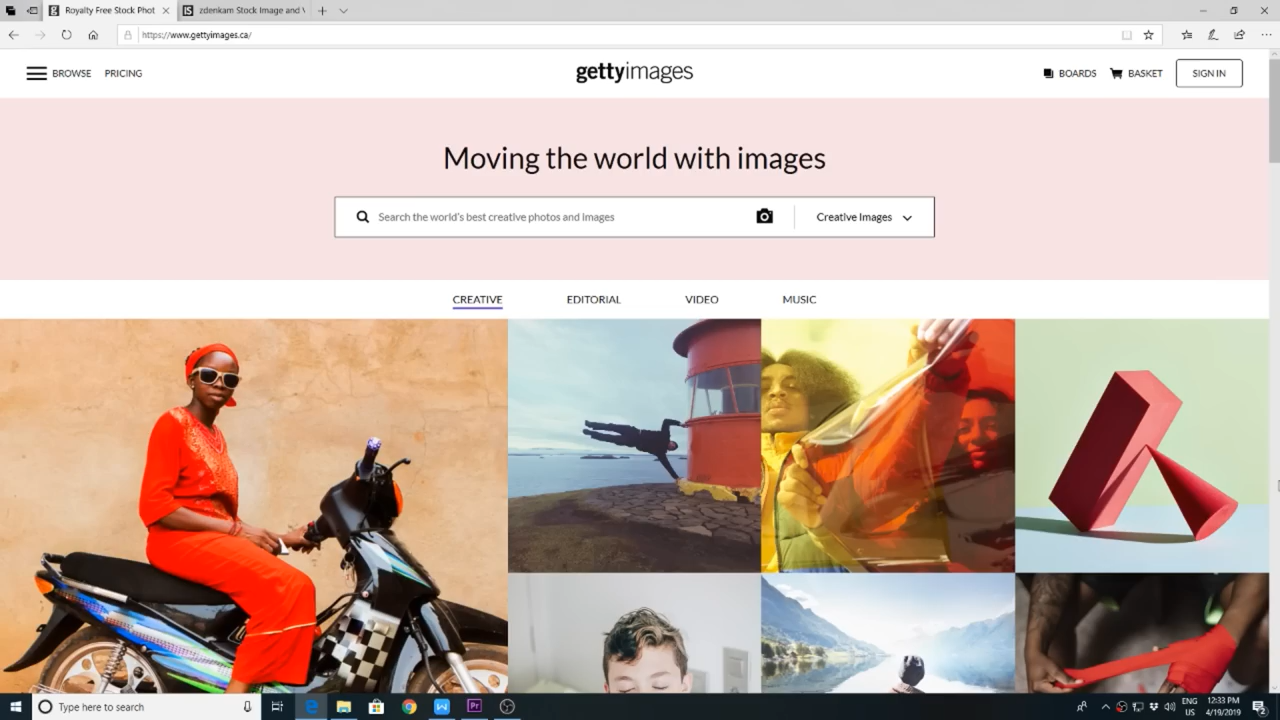 Royalty Free Stock Phot
zdenkam Stock Image and V
https://www.gettyimages.ca/
BROWSE PRICING
gettyimages
BOARDS BASKET SIGN IN
Moving the world with images
Search the world's best creative photos and images
Creative Images
CREATIVE EDITORIAL VIDEO MUSIC
Type here to search
ENG
US
12:33 PM
4/19/2019
2